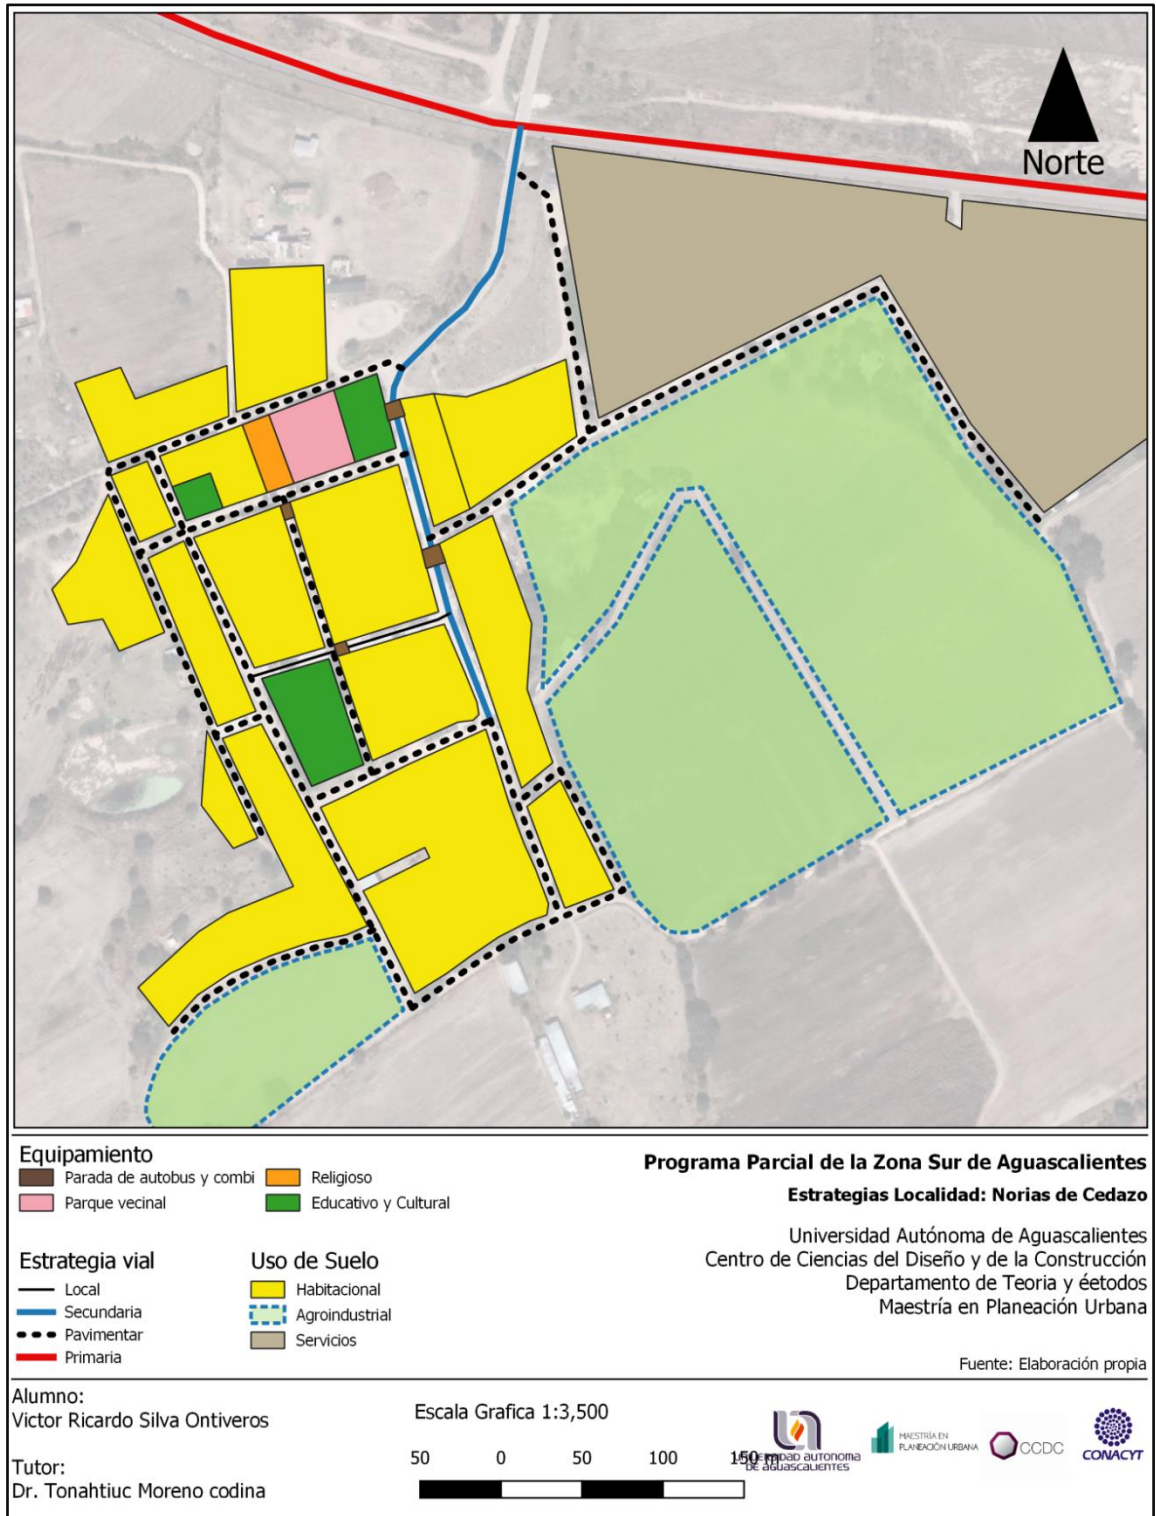 Norte
Equipamiento
Parada de autobus y combi
Religioso
Parque vecinal
Educativo y Cultural
Estrategia vial
Local
Secundaria
Pavimentar
Primaria
Uso de Suelo
Habitacional
Agroindustrial
Servicios
Programa Parcial de la Zona Sur de Aguascalientes
Estrategias Localidad: Norias de Cedazo
Universidad Autónoma de Aguascalientes
Centro de Ciencias del Diseño y de la Construcción
Departamento de Teoria y éetodos
Maestría en Planeación Urbana
Fuente: Elaboración propia
Alumno:
Victor Ricardo Silva Ontiveros
Tutor:
Dr. Tonahtiuc Moreno codina
Escala Grafica 1:3,500
50 0 50 100 150 m
UNIVERSIDAD AUTONOMA
DE AGUASCALIENTES
MAESTRÍA EN
PLANEACIÓN URBANA
CCDC
CONACYT